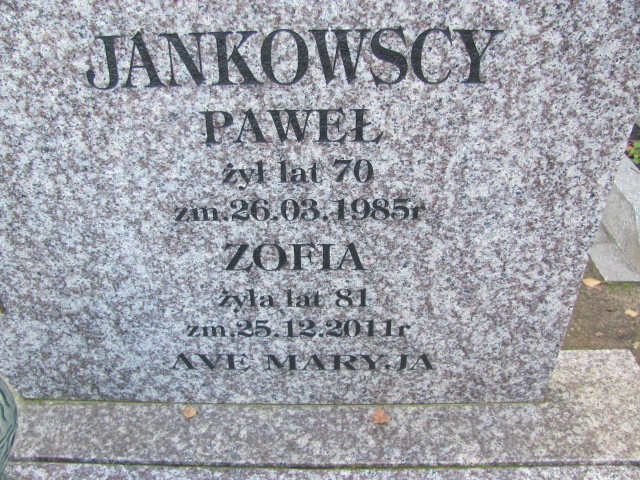 JANKOWSCY
PAWEŁ
żył lat 70
zm.26.03.1985r
ZOFIA
żyła lat 81
zm.25.12.2011r
AVE MARYJA